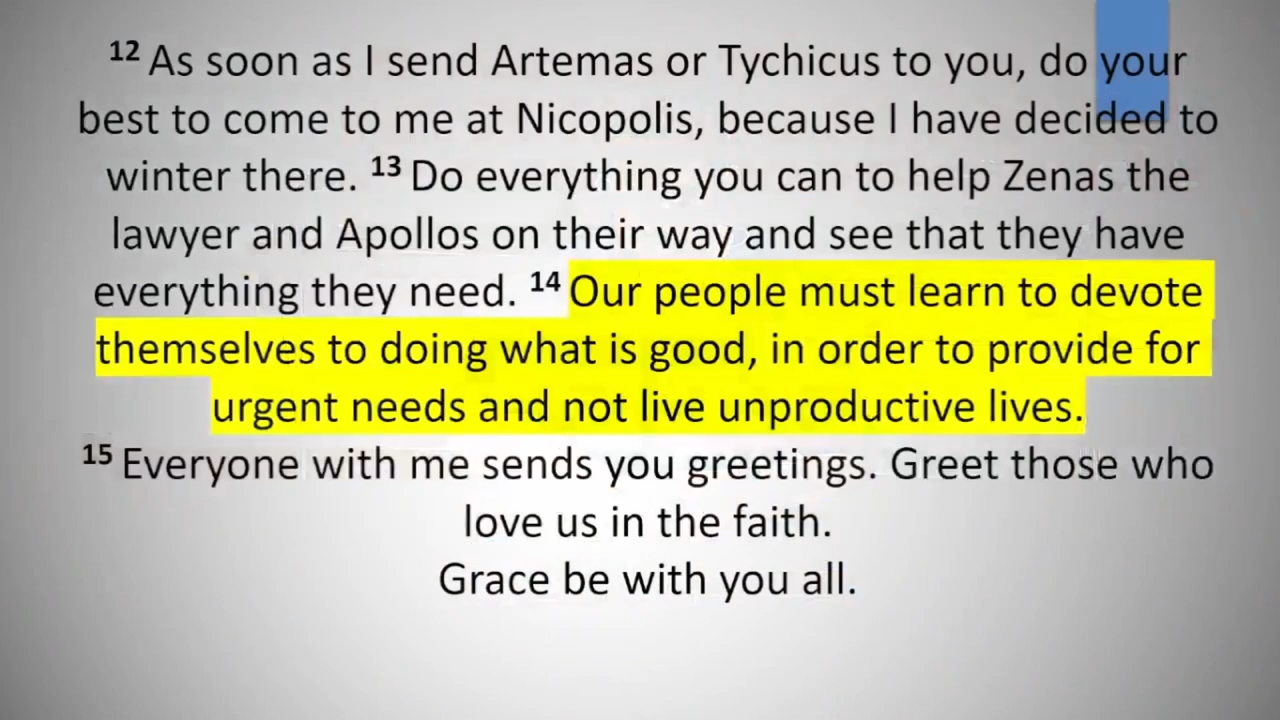 12 As soon as I send Artemas or Tychicus to you, do your
best to come to me at Nicopolis, because I have decided to
winter there. 13 Do everything you can to help Zenas the
lawyer and Apollos on their way and see that they have
everything they need. 14 Our people must learn to devote
themselves to doing what is good, in order to provide for
urgent needs and not live unproductive lives.
15 Everyone with me sends you greetings. Greet those who
love us in the faith.
Grace be with you all.